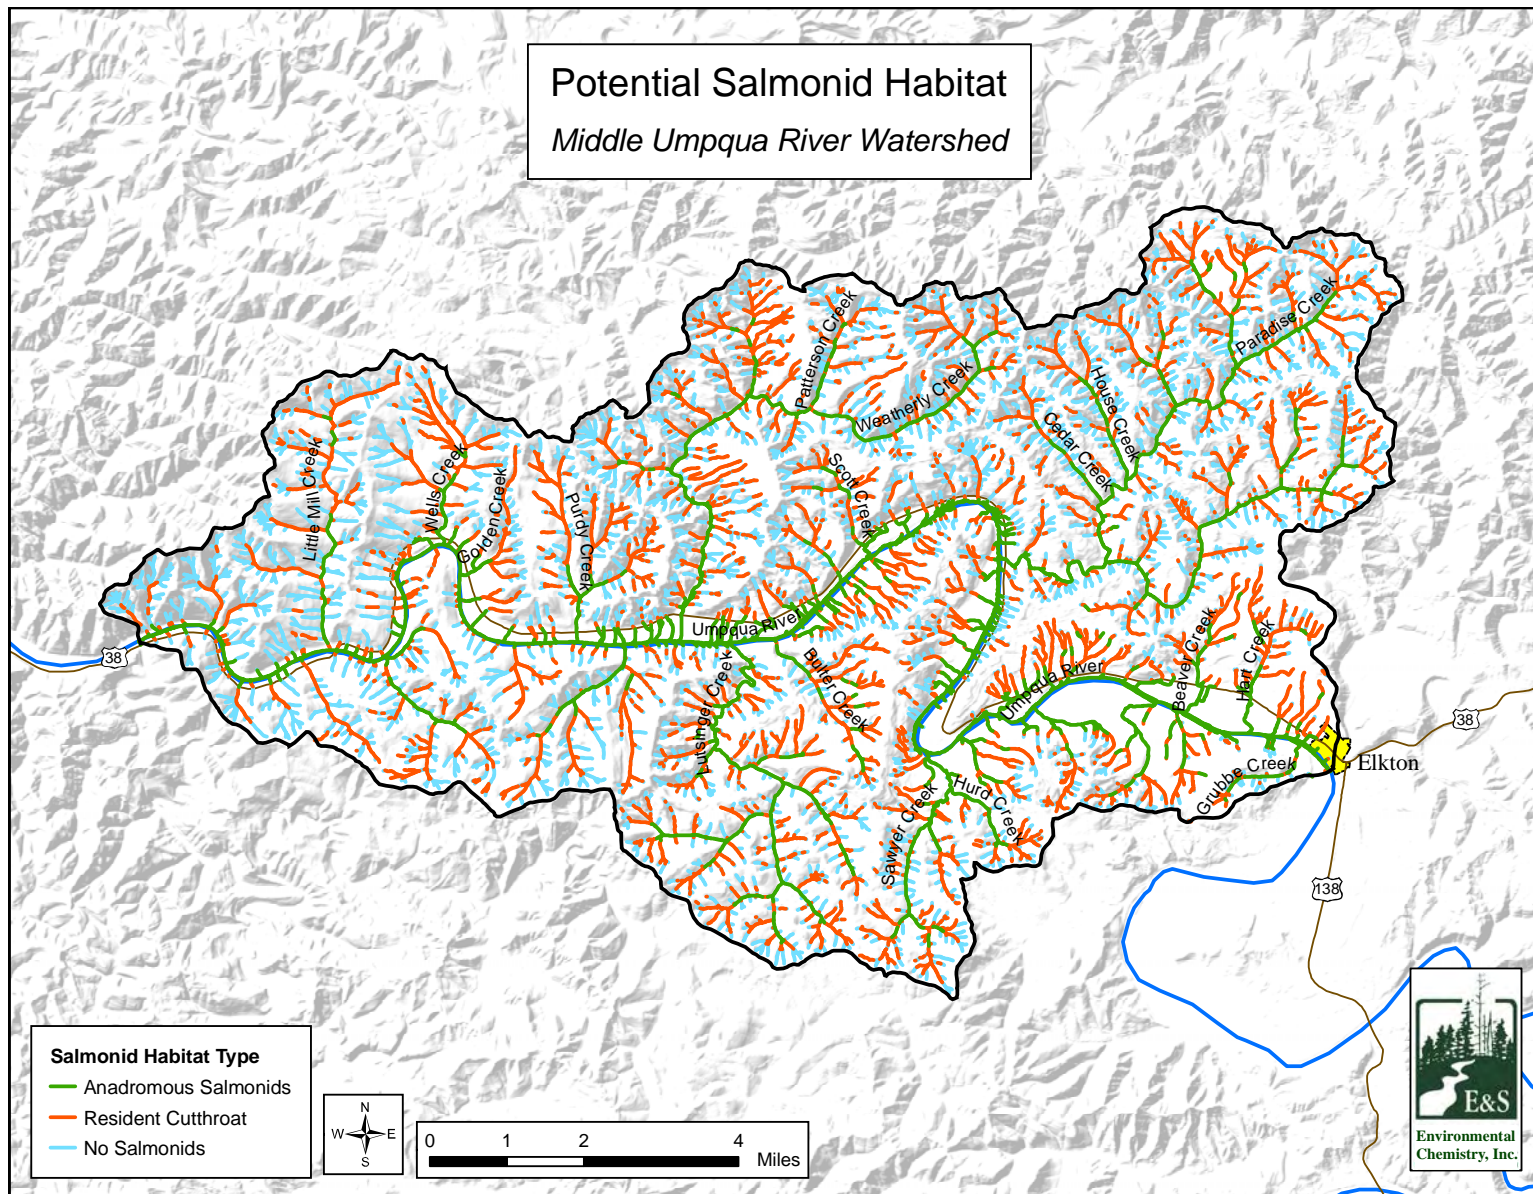 Potential Salmonid Habitat
Middle Umpqua River Watershed
Paradise Creek
Patterson Creek
Weatherly Creek
House Creek
Cedar Creek
Scott Creek
Little Mill Creek
Wells Creek
Golden Creek
Purdy Creek
Umpqua River
Butler Creek
Lutsinger Creek
Umpqua River
Beaver Creek
Hart Creek
38
38
Elkton
Grubbe Creek
Hurd Creek
Sawyer Creek
138
Salmonid Habitat Type
Anadromous Salmonids
Resident Cutthroat
No Salmonids
N
W E
S
0 1 2 4
Miles
E&S
Environmental
Chemistry, Inc.